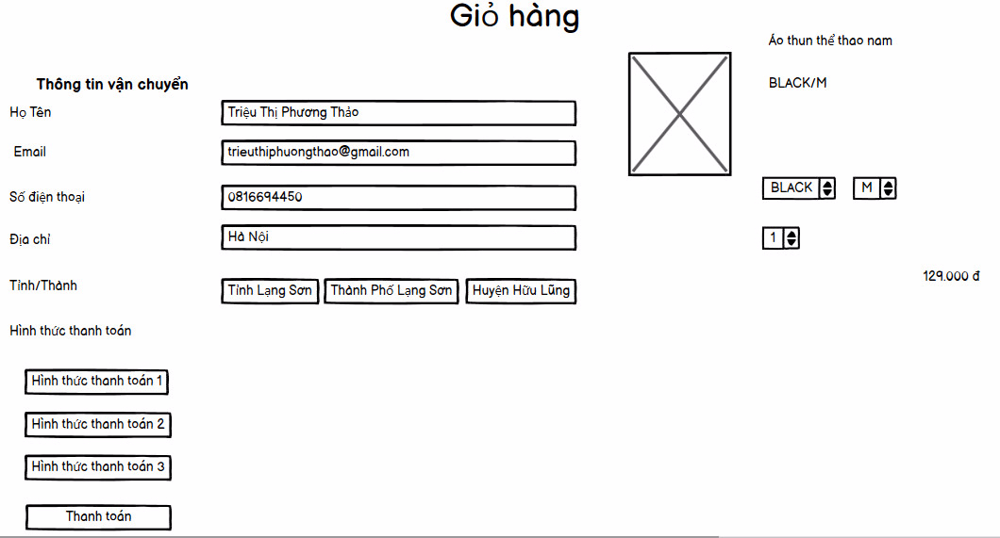 Giỏ hàng
Thông tin vận chuyển
Họ Tên
Triệu Thị Phương Thảo
Email
trieuthiphuongthao@gmail.com
Số điện thoại
0816694450
Địa chỉ
Hà Nội
Tỉnh/Thành
Tỉnh Lạng Sơn
Thành Phố Lạng Sơn
Huyện Hữu Lũng
Hình thức thanh toán
Hình thức thanh toán 1
Hình thức thanh toán 2
Hình thức thanh toán 3
Thanh toán
Áo thun thể thao nam
BLACK/M
BLACK
M
1
129.000 đ